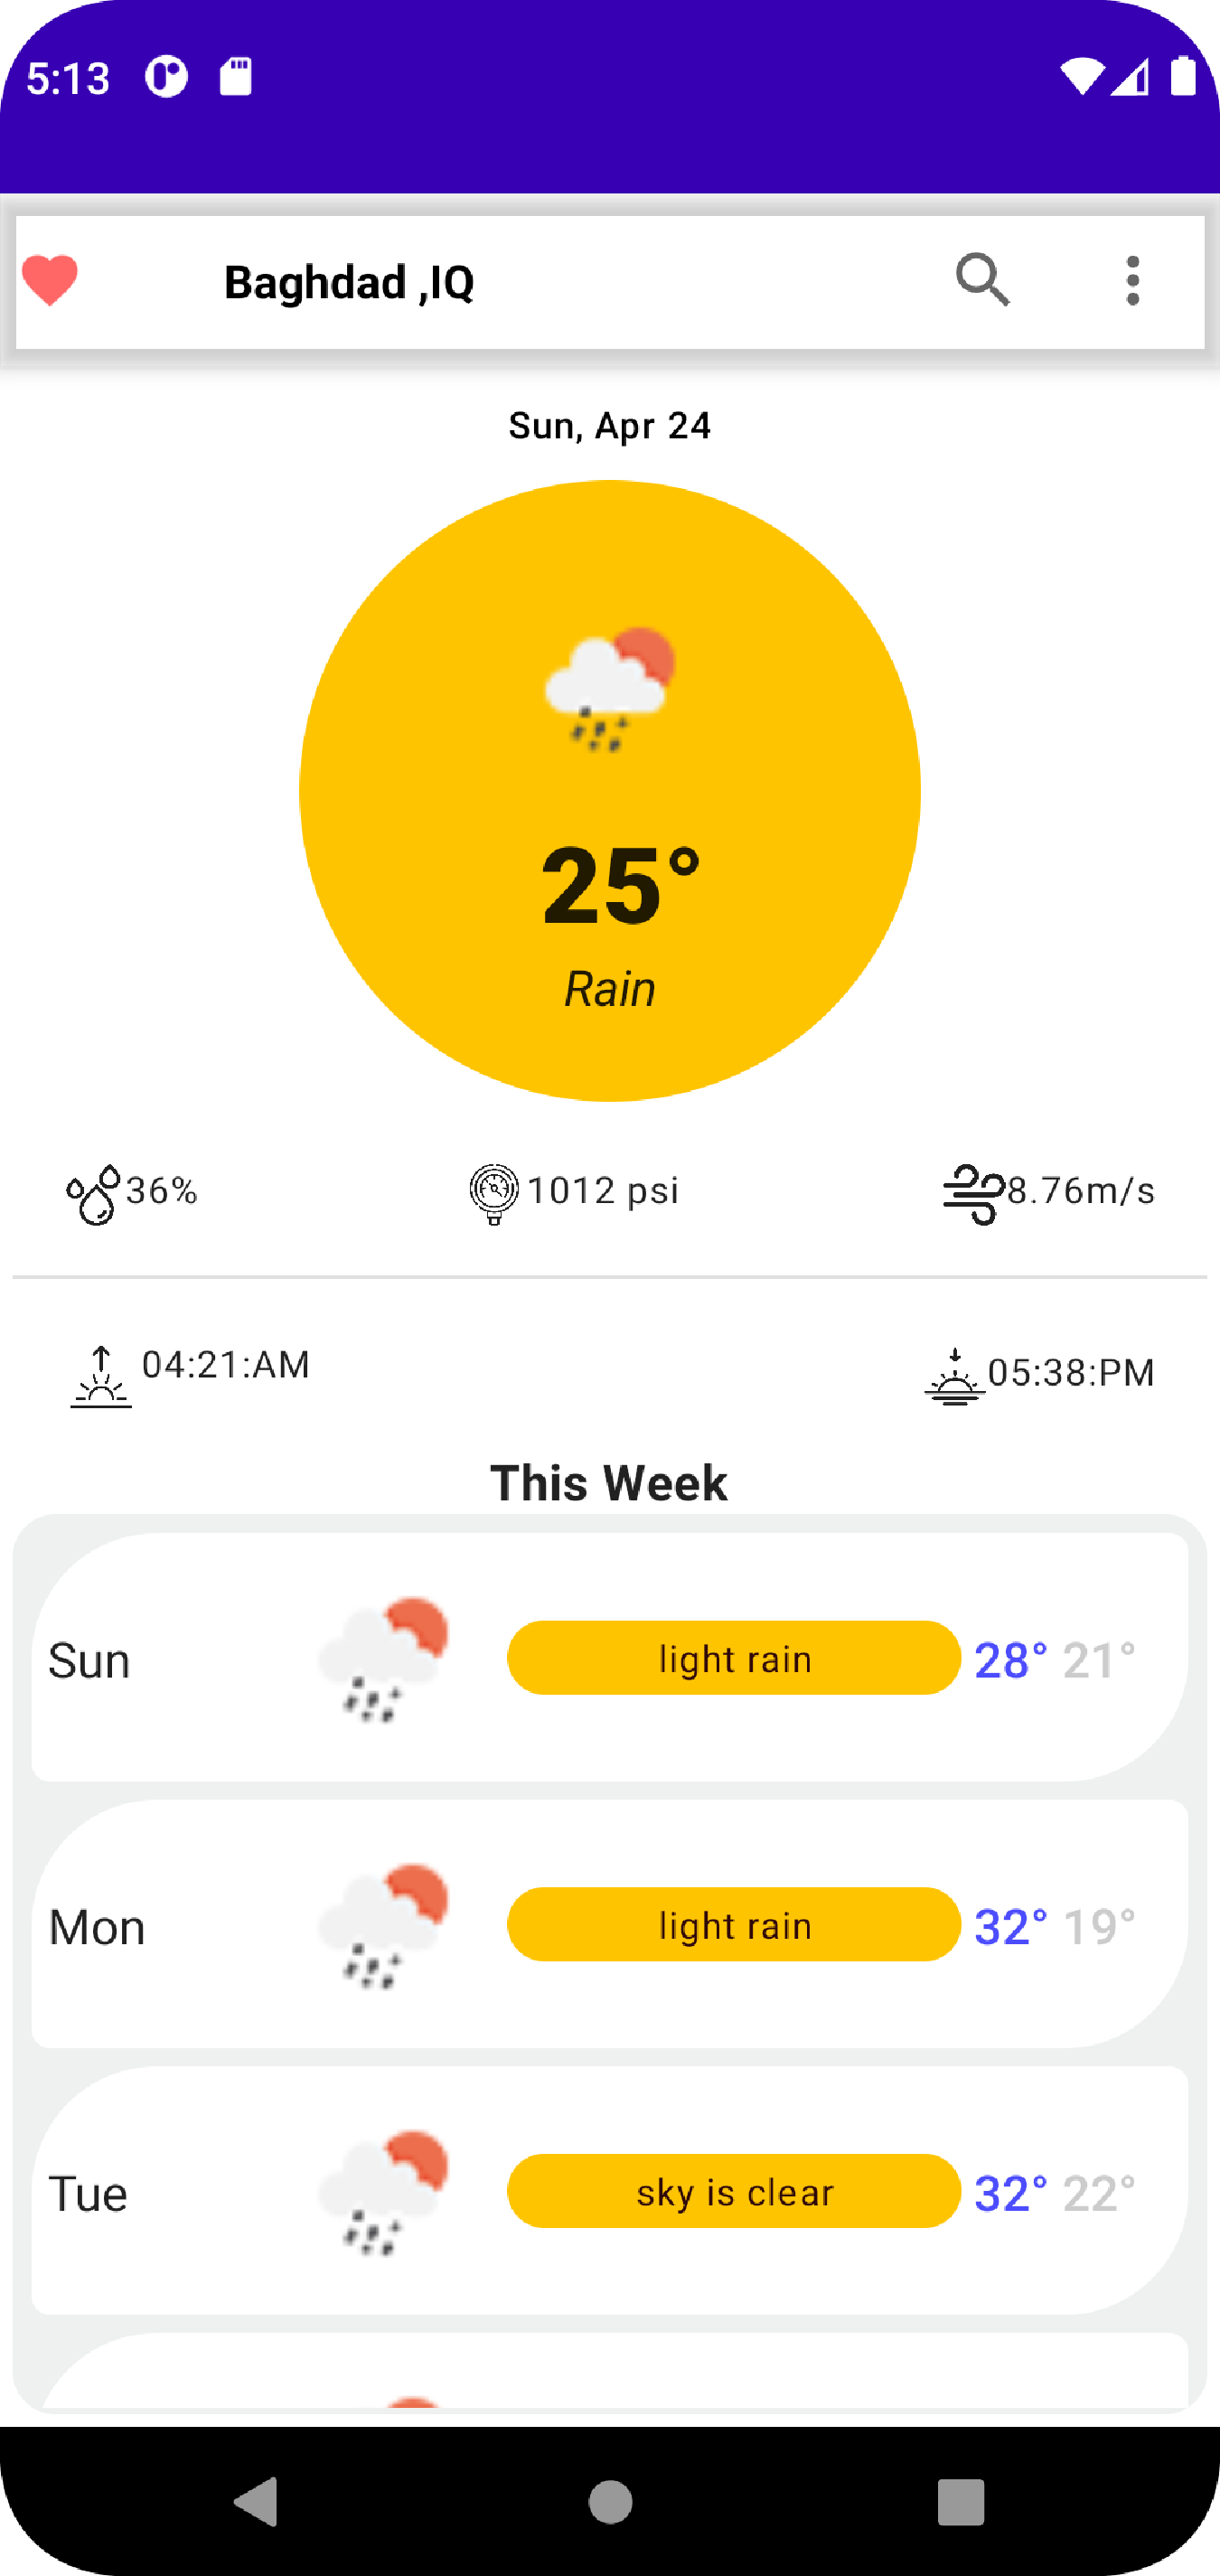 5:13
Baghdad ,IQ
Sun, Apr 24
25°
Rain
36% 1012 psi 8.76m/s
04:21:AM 05:38:PM
This Week
Sun light rain 28° 21°
Mon light rain 32° 19°
Tue sky is clear 32° 22°